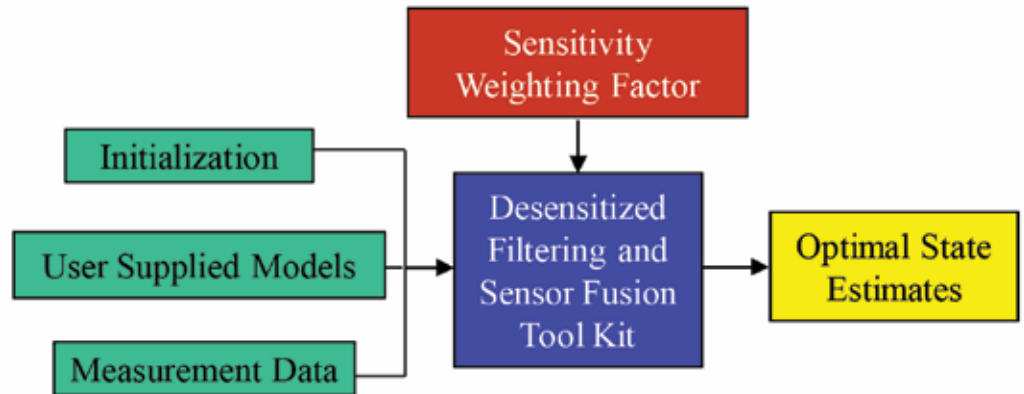 Sensitivity
Weighting Factor
Initialization
User Supplied Models
Measurement Data
Desensitized
Filtering and
Sensor Fusion
Tool Kit
Optimal State
Estimates